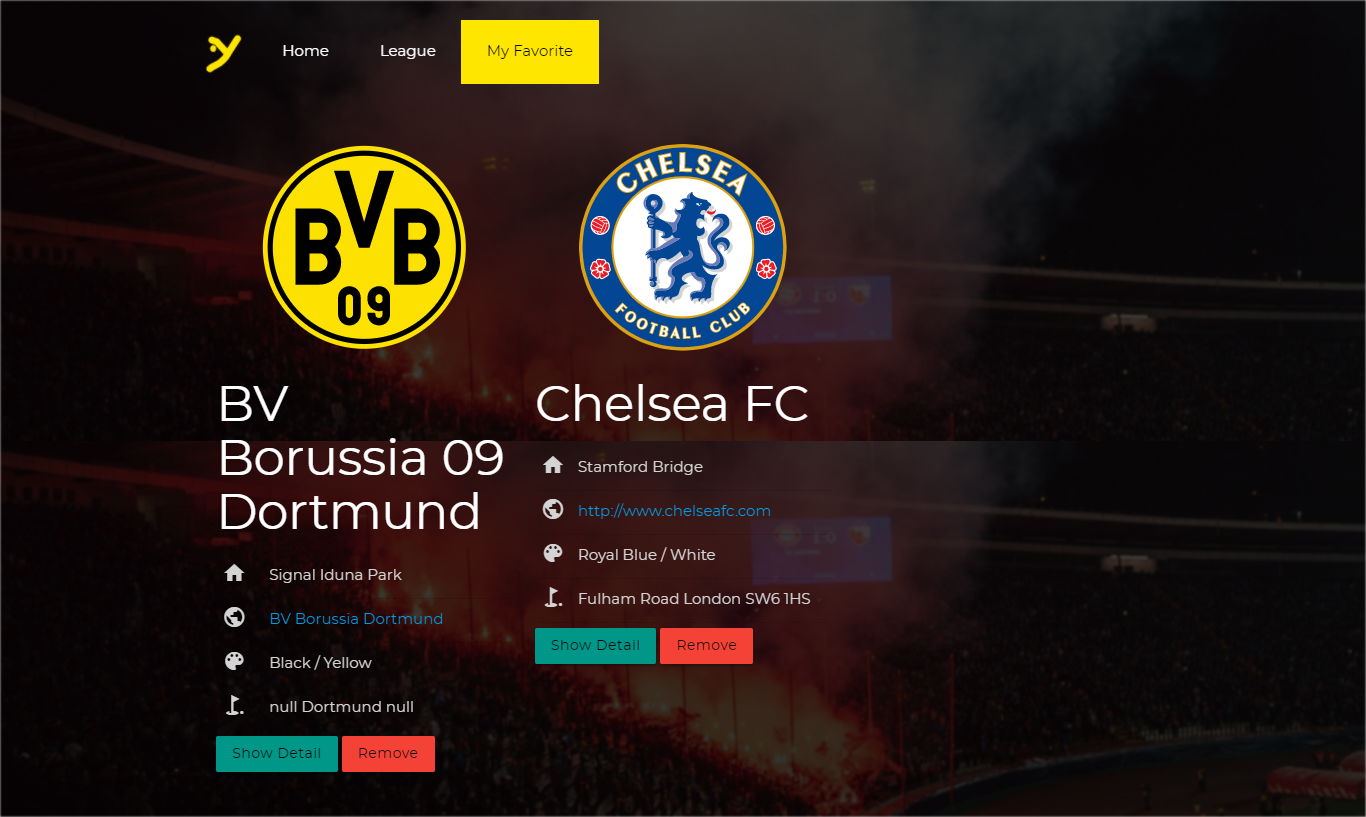 Home
League
My Favorite
BVB
09
CHELSEA
FOOTBALL CLUB
BV
Borussia 09
Dortmund
Signal Iduna Park
BV Borussia Dortmund
Black / Yellow
null Dortmund null
Show Detail
Remove
Chelsea FC
Stamford Bridge
http://www.chelseafc.com
Royal Blue / White
Fulham Road London SW6 1HS
Show Detail
Remove